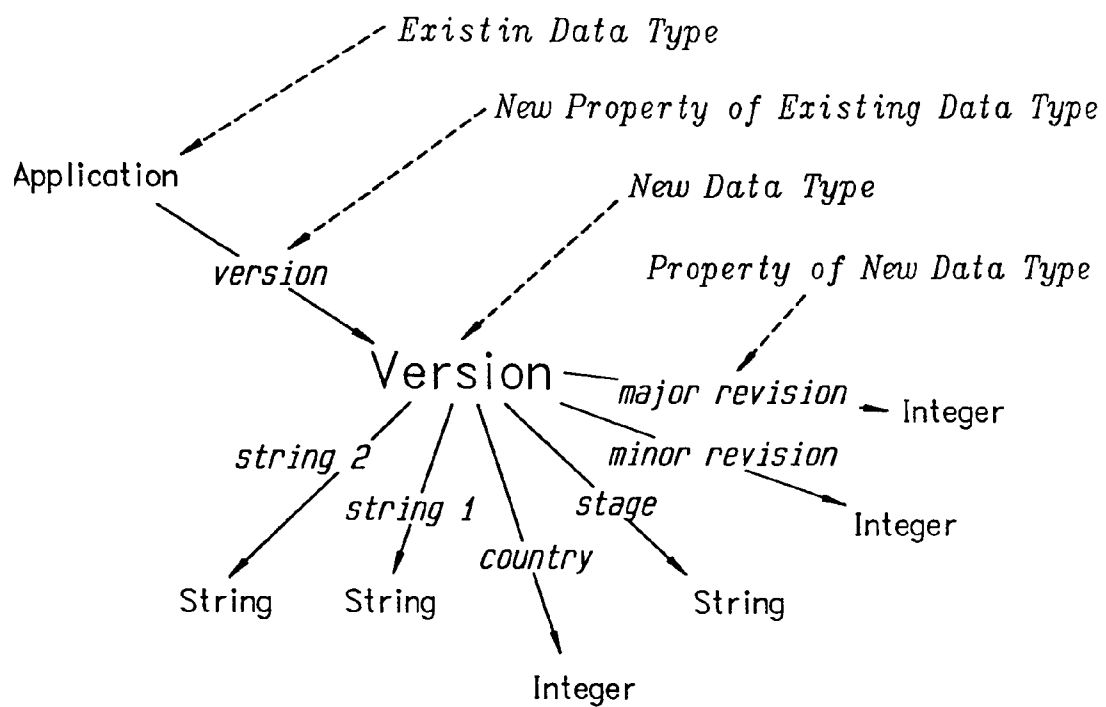 Existin Data Type
New Property of Existing Data Type
Application
New Data Type
version
Property of New Data Type
Version
major revision
Integer
minor revision
string 2
string 1
stage
Integer
country
String
String
String
Integer